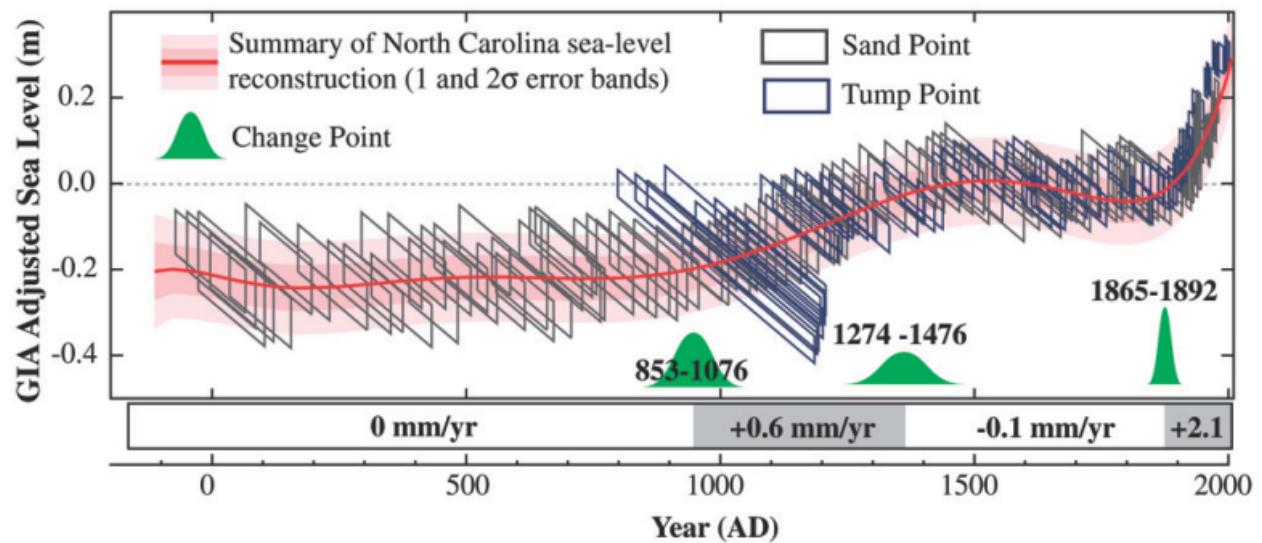 Summary of North Carolina sea-level
reconstruction (1 and 2σ error bands)
Change Point
Sand Point
Tump Point
GIA Adjusted Sea Level (m)
0.2
0.0
-0.2
-0.4
853-1076
1274 -1476
1865-1892
0 mm/yr
+0.6 mm/yr
-0.1 mm/yr
+2.1
0
500
1000
1500
2000
Year (AD)